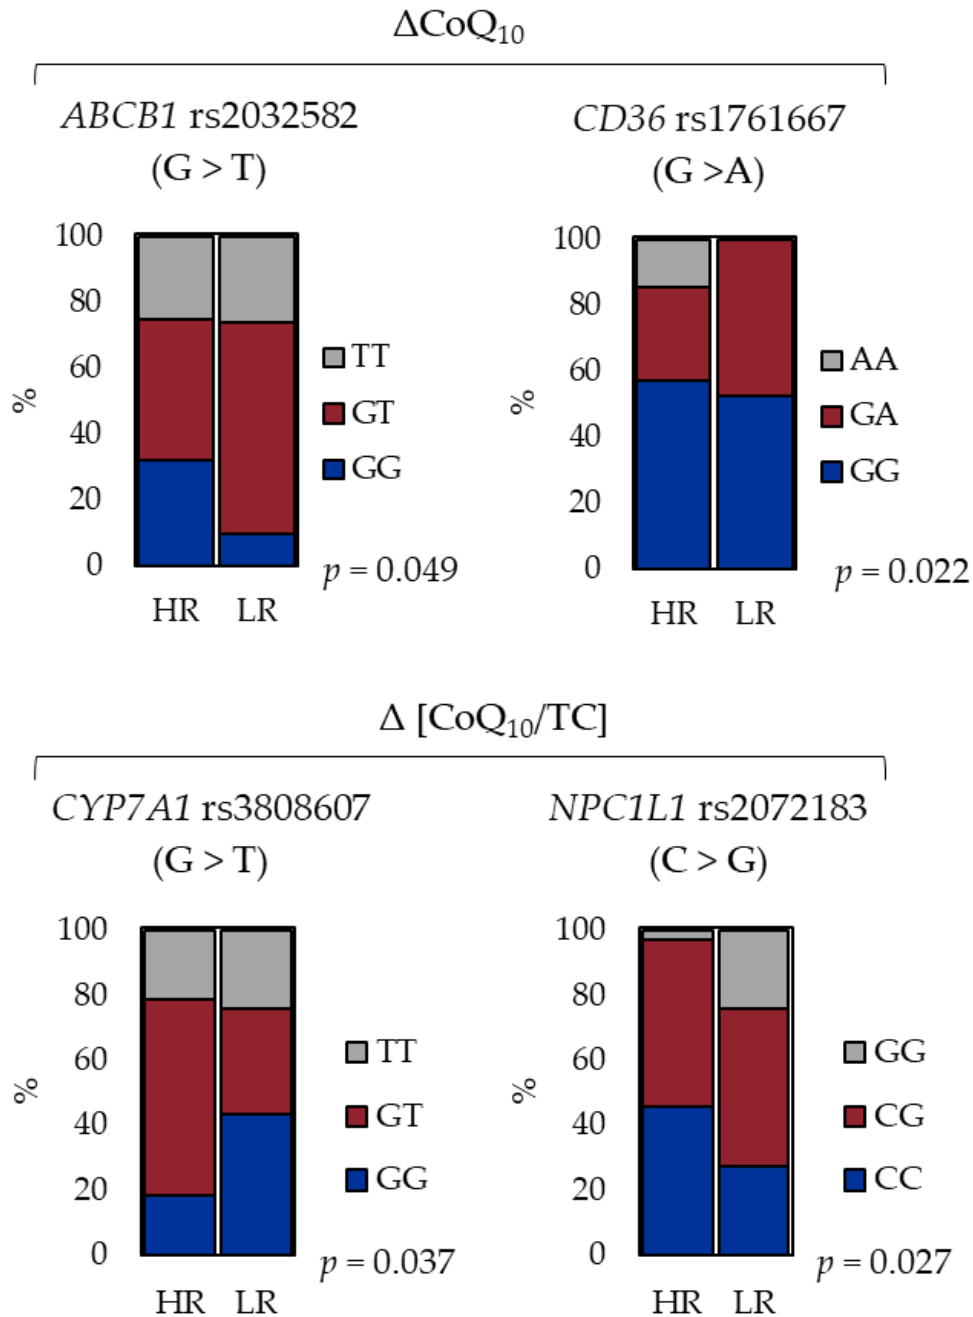 ΔCoQ₁₀
ABCB1 rs2032582
(G > T)
100
80
60
40
20
0
%
HR LR
TT
GT
GG
p = 0.049
CD36 rs1761667
(G >A)
100
80
60
40
20
0
%
HR LR
AA
GA
GG
p = 0.022
Δ [CoQ₁₀/TC]
CYP7A1 rs3808607
(G > T)
100
80
60
40
20
0
%
HR LR
TT
GT
GG
p = 0.037
NPC1L1 rs2072183
(C > G)
100
80
60
40
20
0
%
HR LR
GG
CG
CC
p = 0.027